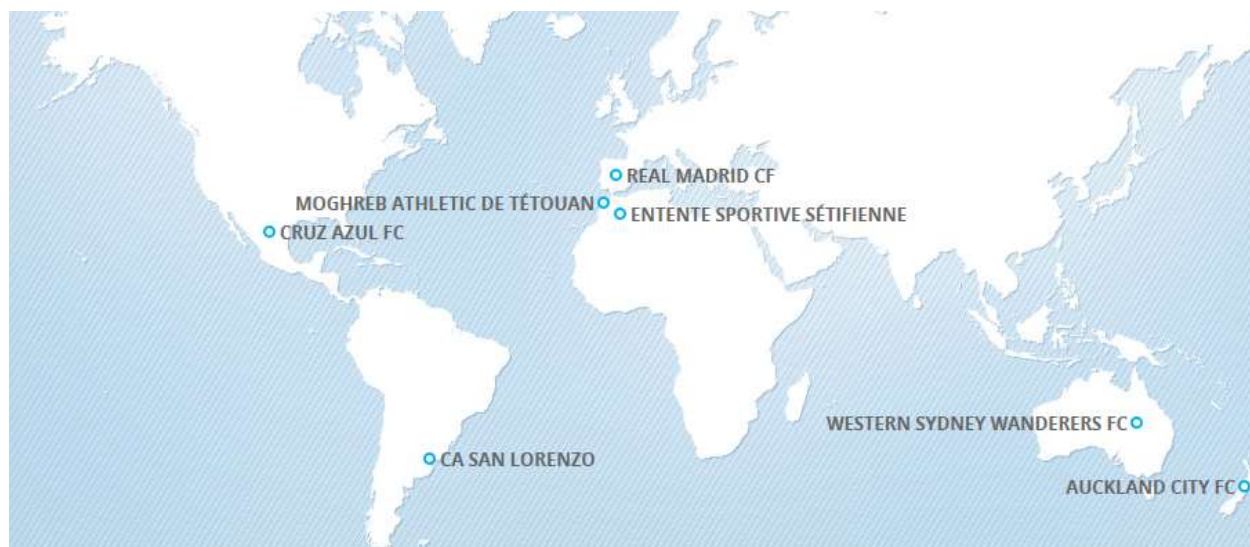 REAL MADRID CF
MOGHREB ATHLETIC DE TÉTOUAN
ENTENTE SPORTIVE SÉTIFIENNE
CRUZ AZUL FC
WESTERN SYDNEY WANDERERS FC
CA SAN LORENZO
AUCKLAND CITY FC